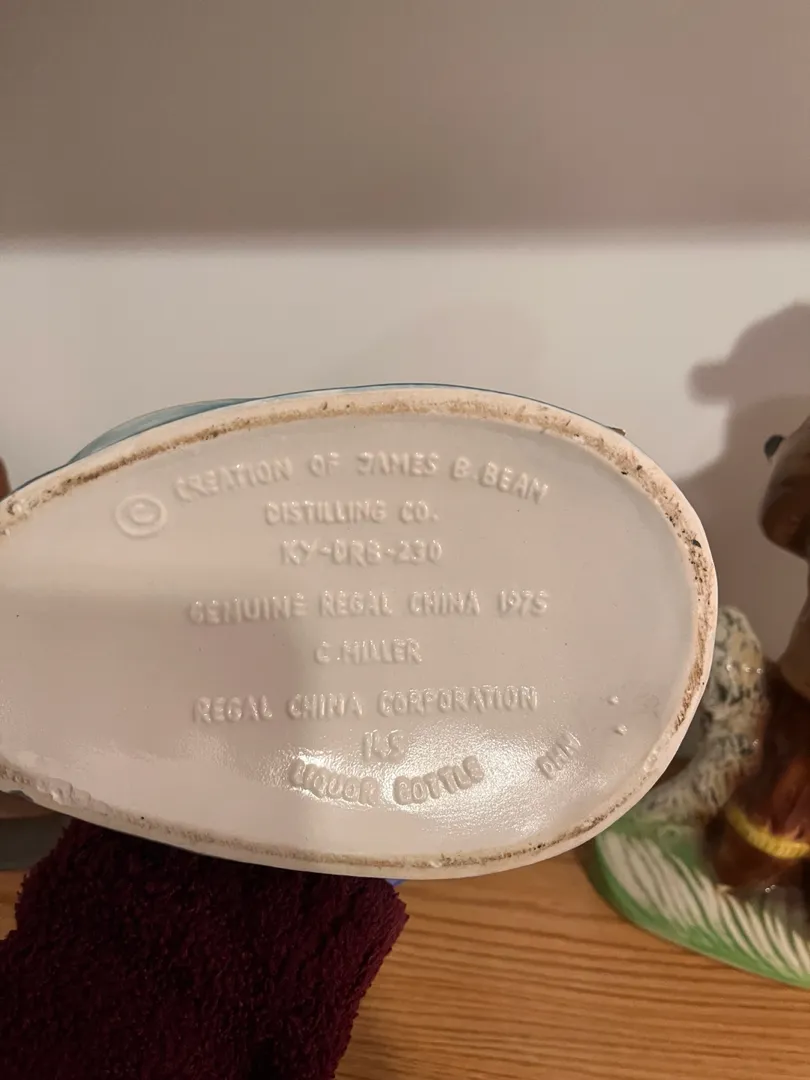 © CREATION OF JAMES B. BEAM
DISTILLING CO.
KY-DRB-230
GENUINE REGAL CHINA 1975
C. MILLER
REGAL CHINA CORPORATION
LIQUOR BOTTLE